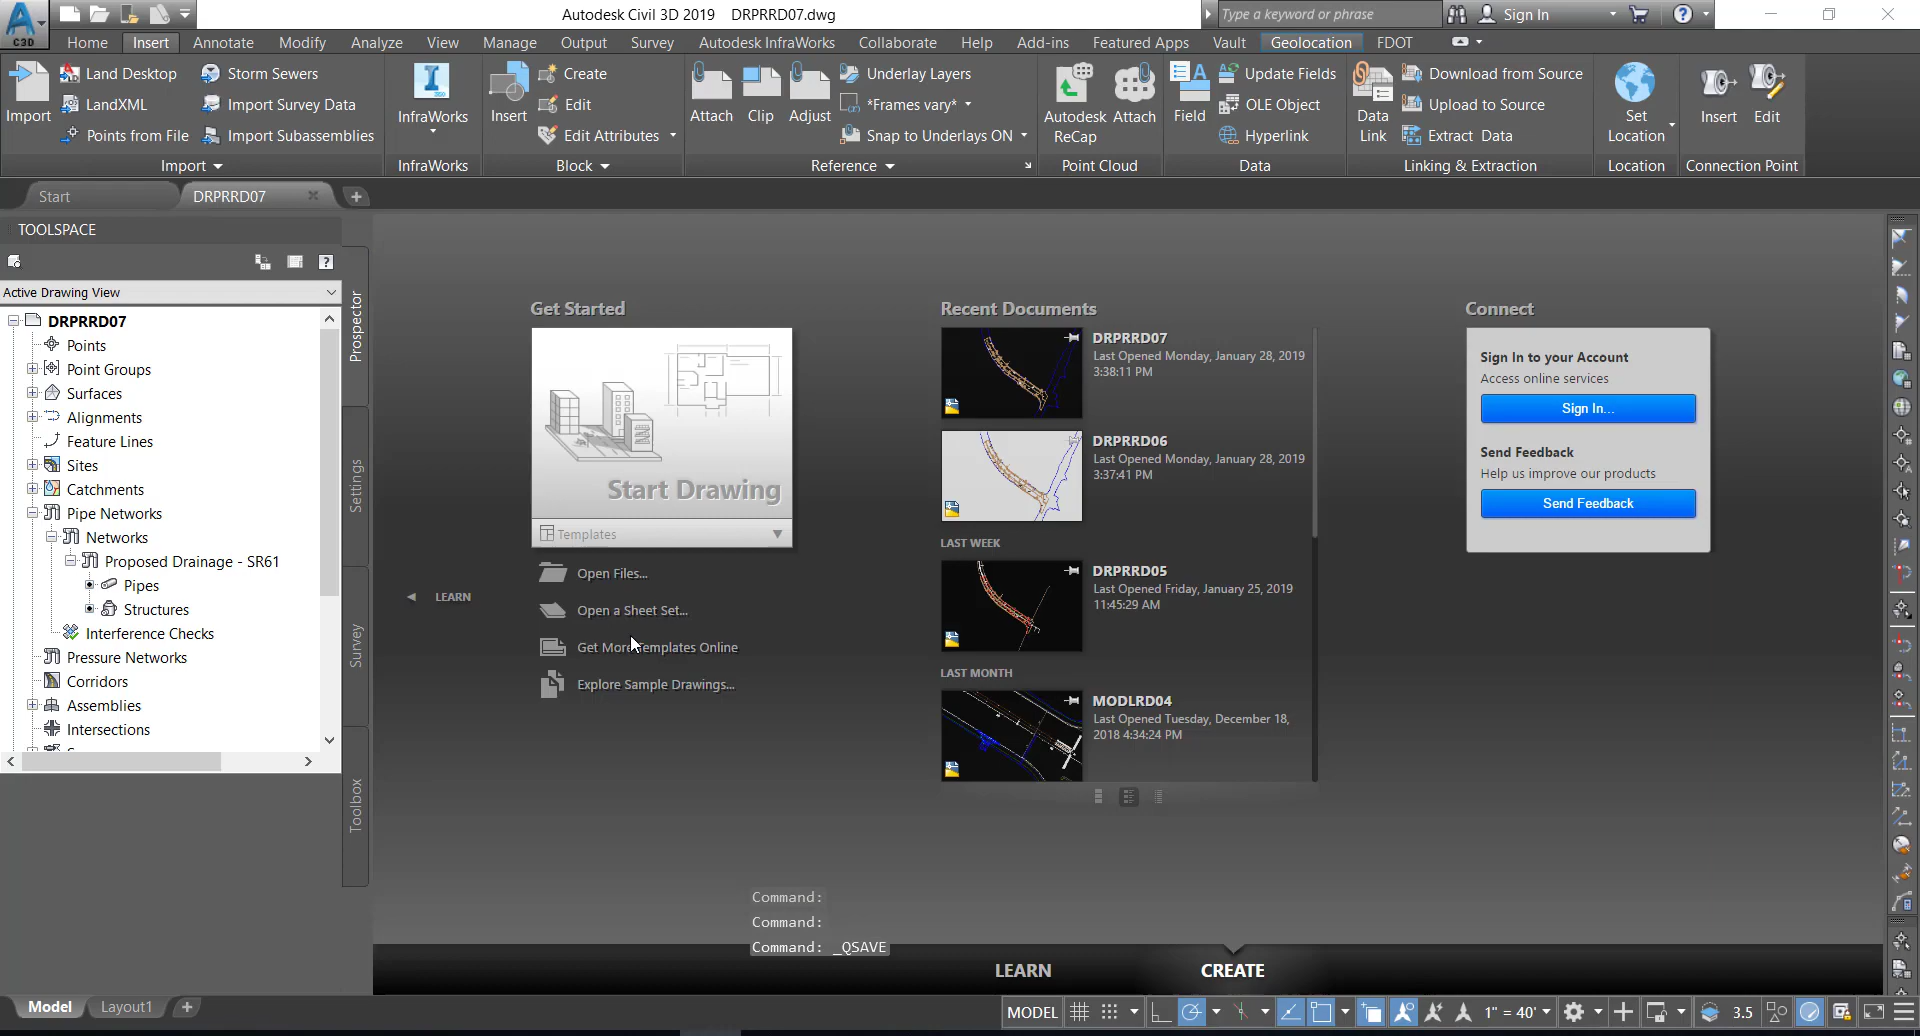 Autodesk Civil 3D 2019 DRPRRD07.dwg
Type a keyword or phrase
Sign In
C3D
Home Insert Annotate Modify Analyze View Manage Output Survey Autodesk InfraWorks Collaborate Help Add-ins Featured Apps Vault Geolocation FDOT
Import
Land Desktop
LandXML
Points from File
Storm Sewers
Import Survey Data
Import Subassemblies
Import
InfraWorks
InfraWorks
Insert
Create
Edit
Edit Attributes
Block
Attach
Clip
Adjust
Underlay Layers
*Frames vary*
Snap to Underlays ON
Reference
Autodesk
ReCap
Attach
Point Cloud
Field
Update Fields
OLE Object
Hyperlink
Data
Data
Link
Download from Source
Upload to Source
Extract Data
Linking & Extraction
Set
Location
Location
Insert
Edit
Connection Point
Start
DRPRRD07
TOOLSPACE
Active Drawing View
DRPRRD07
Points
Point Groups
Surfaces
Alignments
Feature Lines
Sites
Catchments
Pipe Networks
Networks
Proposed Drainage - SR61
Pipes
Structures
Interference Checks
Pressure Networks
Corridors
Assemblies
Intersections
Prospector
Settings
Survey
Toolbox
Get Started
Start Drawing
Templates
Open Files...
Open a Sheet Set...
Get More Templates Online
Explore Sample Drawings...
LEARN
Recent Documents
DRPRRD07
Last Opened Monday, January 28, 2019
3:38:11 PM
DRPRRD06
Last Opened Monday, January 28, 2019
3:37:41 PM
LAST WEEK
DRPRRD05
Last Opened Friday, January 25, 2019
11:45:29 AM
LAST MONTH
MODLRD04
Last Opened Tuesday, December 18,
2018 4:34:24 PM
Connect
Sign In to your Account
Access online services
Sign In...
Send Feedback
Help us improve our products
Send Feedback
Command:
Command:
Command: _QSAVE
LEARN
CREATE
Model
Layout1
MODEL
1" = 40'
3.5